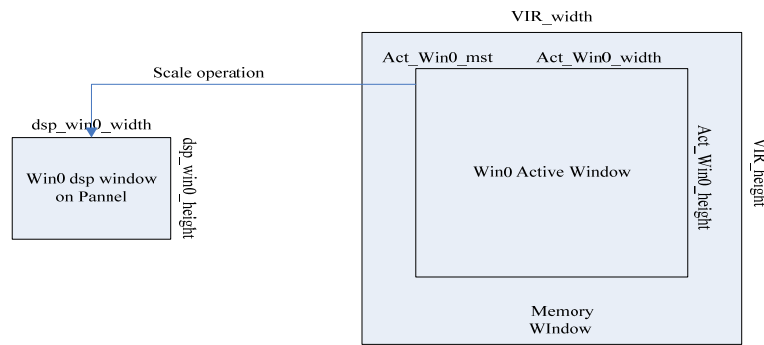 VIR_width
Act_Win0_mst
Act_Win0_width
Scale operation
dsp_win0_width
dsp_win0_height
Win0 dsp window
on Pannel
Win0 Active Window
Act_Win0_height
VIR_height
Memory
WIndow